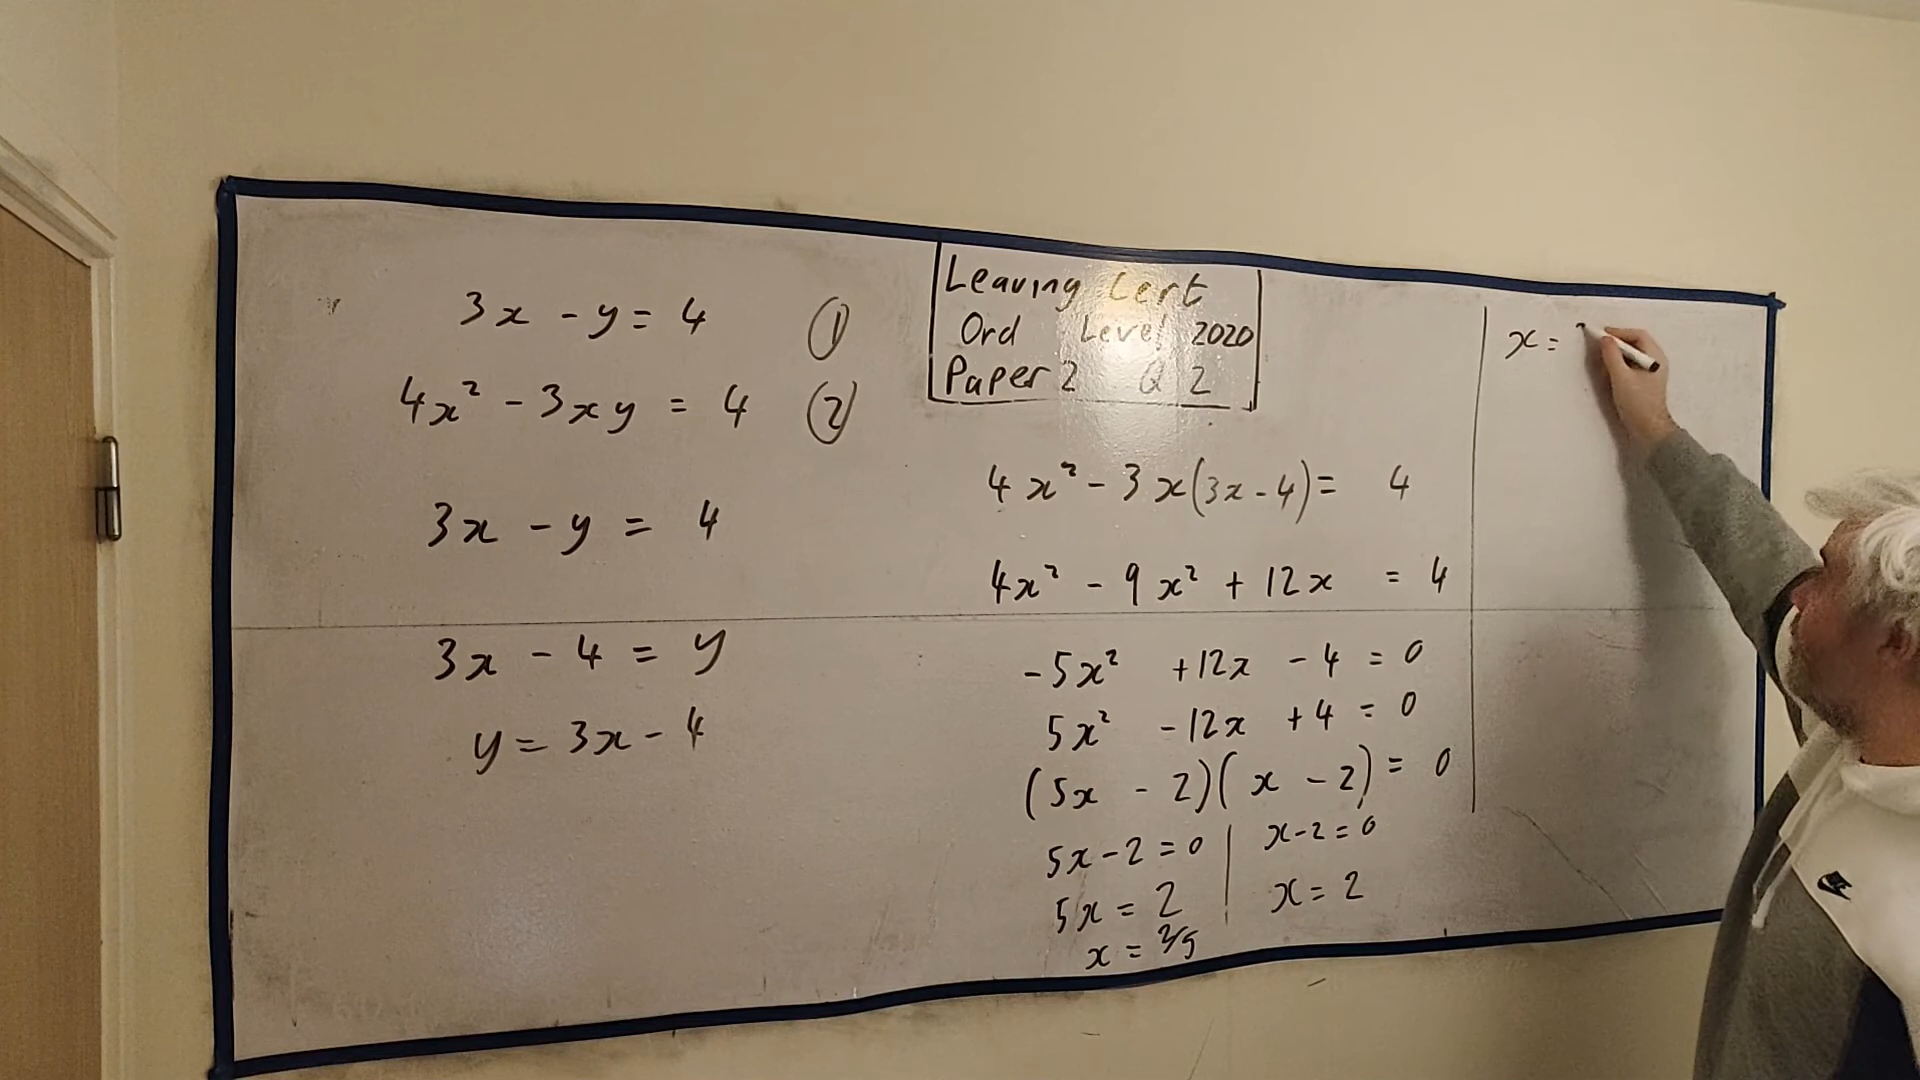 3x - y = 4 ①
4x² - 3xy = 4 ②
3x - y = 4
3x - 4 = y
y = 3x - 4
Leaving Cert
Ord Level 2020
Paper 2 Q 2
4x² - 3x(3x - 4) = 4
4x² - 9x² + 12x = 4
-5x² + 12x - 4 = 0
5x² - 12x + 4 = 0
(5x - 2)(x - 2) = 0
5x - 2 = 0 | x - 2 = 0
5x = 2 | x = 2
x = 2/5
x =